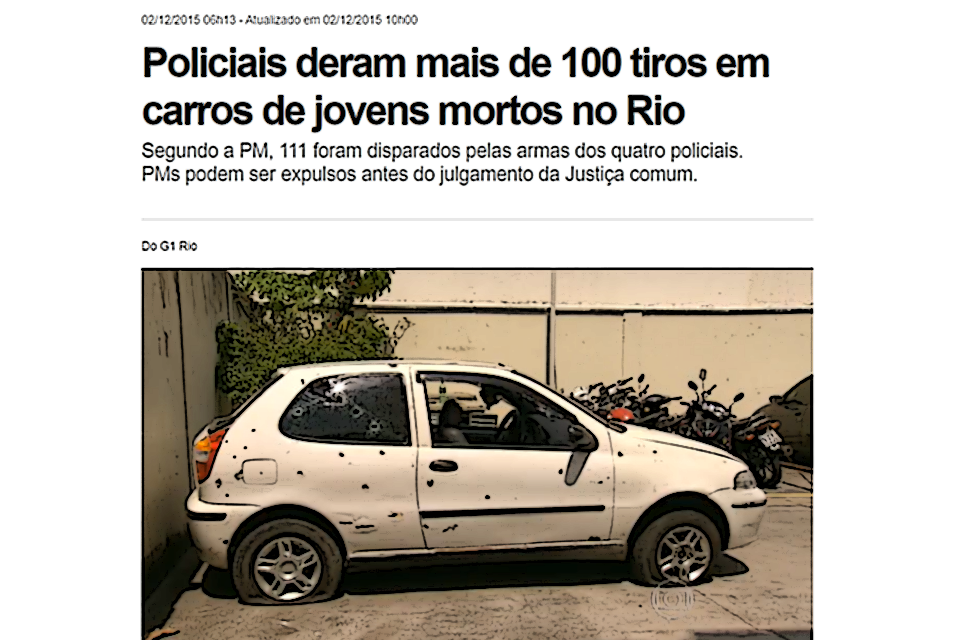 02/12/2015 06h13 - Atualizado em 02/12/2015 10h00
Policiais deram mais de 100 tiros em
carros de jovens mortos no Rio
Segundo a PM, 111 foram disparados pelas armas dos quatro policiais.
PMs podem ser expulsos antes do julgamento da Justiça comum.
Do G1 Rio